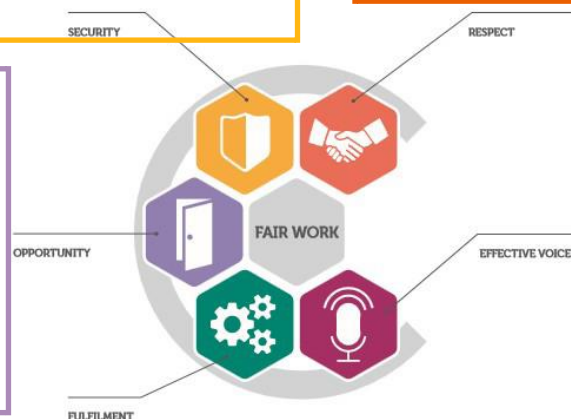 SECURITY
RESPECT
FAIR WORK
OPPORTUNITY
EFFECTIVE VOICE
FULFILMENT